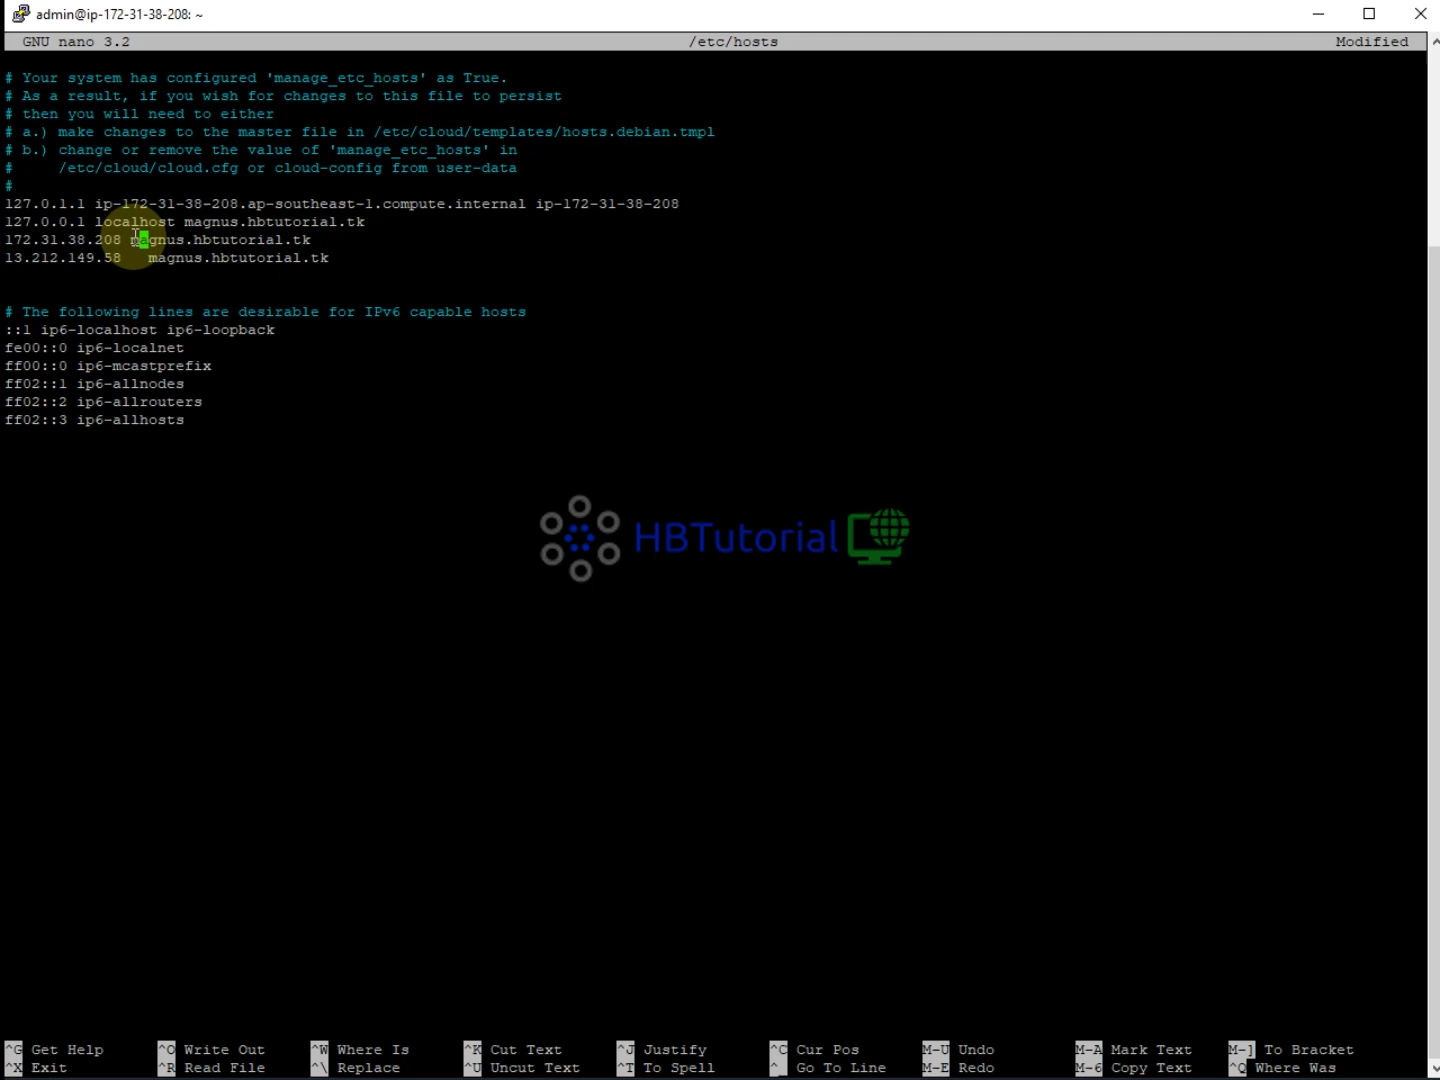 admin@ip-172-31-38-208: ~
GNU nano 3.2 /etc/hosts Modified
# Your system has configured 'manage_etc_hosts' as True.
# As a result, if you wish for changes to this file to persist
# then you will need to either
# a.) make changes to the master file in /etc/cloud/templates/hosts.debian.tmpl
# b.) change or remove the value of 'manage_etc_hosts' in
#     /etc/cloud/cloud.cfg or cloud-config from user-data
#
127.0.1.1 ip-172-31-38-208.ap-southeast-1.compute.internal ip-172-31-38-208
127.0.0.1 localhost magnus.hbtutorial.tk
172.31.38.208 magnus.hbtutorial.tk
13.212.149.58   magnus.hbtutorial.tk
# The following lines are desirable for IPv6 capable hosts
::1 ip6-localhost ip6-loopback
fe00::0 ip6-localnet
ff00::0 ip6-mcastprefix
ff02::1 ip6-allnodes
ff02::2 ip6-allrouters
ff02::3 ip6-allhosts
HBTutorial
^G Get Help ^O Write Out ^W Where Is ^K Cut Text ^J Justify ^C Cur Pos M-U Undo M-A Mark Text M-] To Bracket
^X Exit ^R Read File ^\ Replace ^U Uncut Text ^T To Spell ^_ Go To Line M-E Redo M-6 Copy Text ^Q Where Was